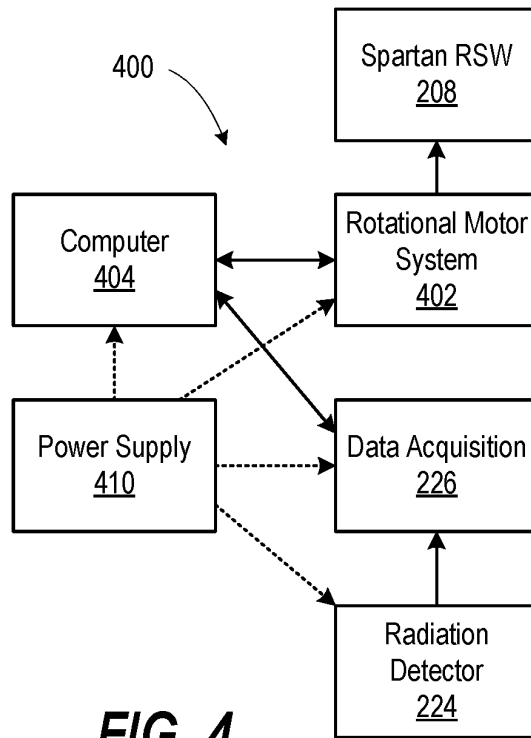 400
Spartan RSW
208
Computer
404
Rotational Motor
System
402
Power Supply
410
Data Acquisition
226
Radiation
Detector
224
FIG. 4